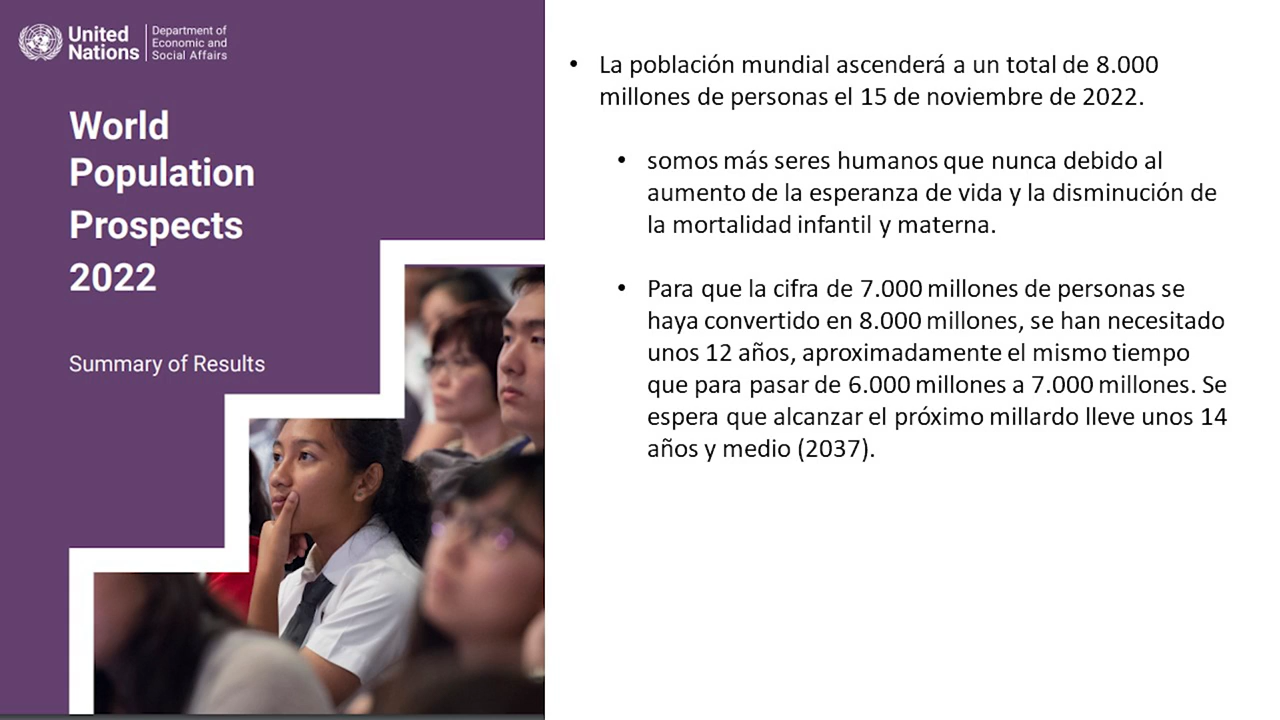 United
Nations
Department of
Economic and
Social Affairs
World
Population
Prospects
2022
Summary of Results
• La población mundial ascenderá a un total de 8.000
millones de personas el 15 de noviembre de 2022.
• somos más seres humanos que nunca debido al
aumento de la esperanza de vida y la disminución de
la mortalidad infantil y materna.
• Para que la cifra de 7.000 millones de personas se
haya convertido en 8.000 millones, se han necesitado
unos 12 años, aproximadamente el mismo tiempo
que para pasar de 6.000 millones a 7.000 millones. Se
espera que alcanzar el próximo millardo lleve unos 14
años y medio (2037).